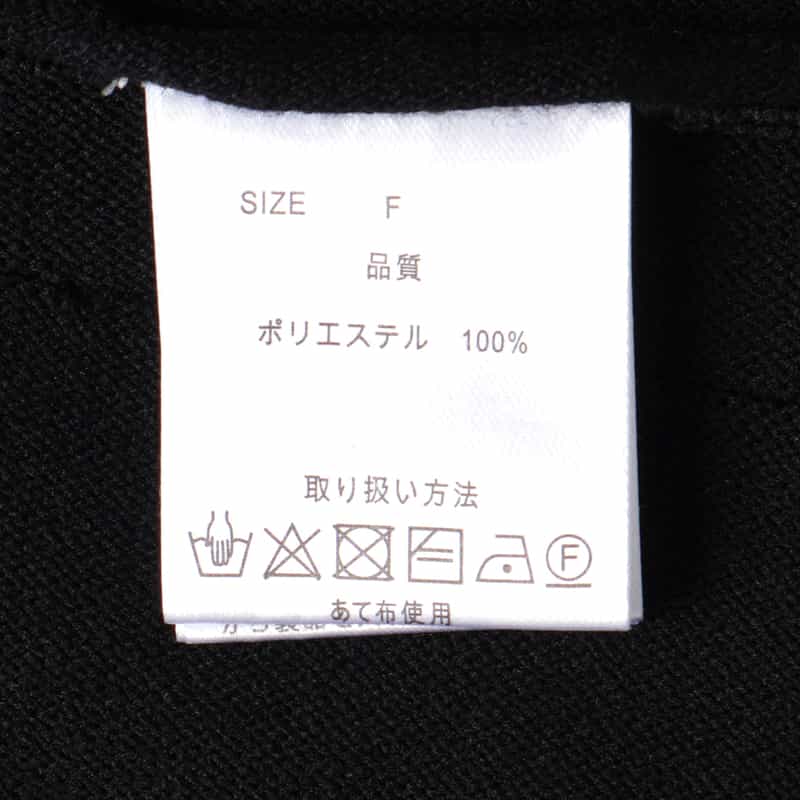 SIZE F
品質
ポリエステル 100%
取り扱い方法
F
あて布使用